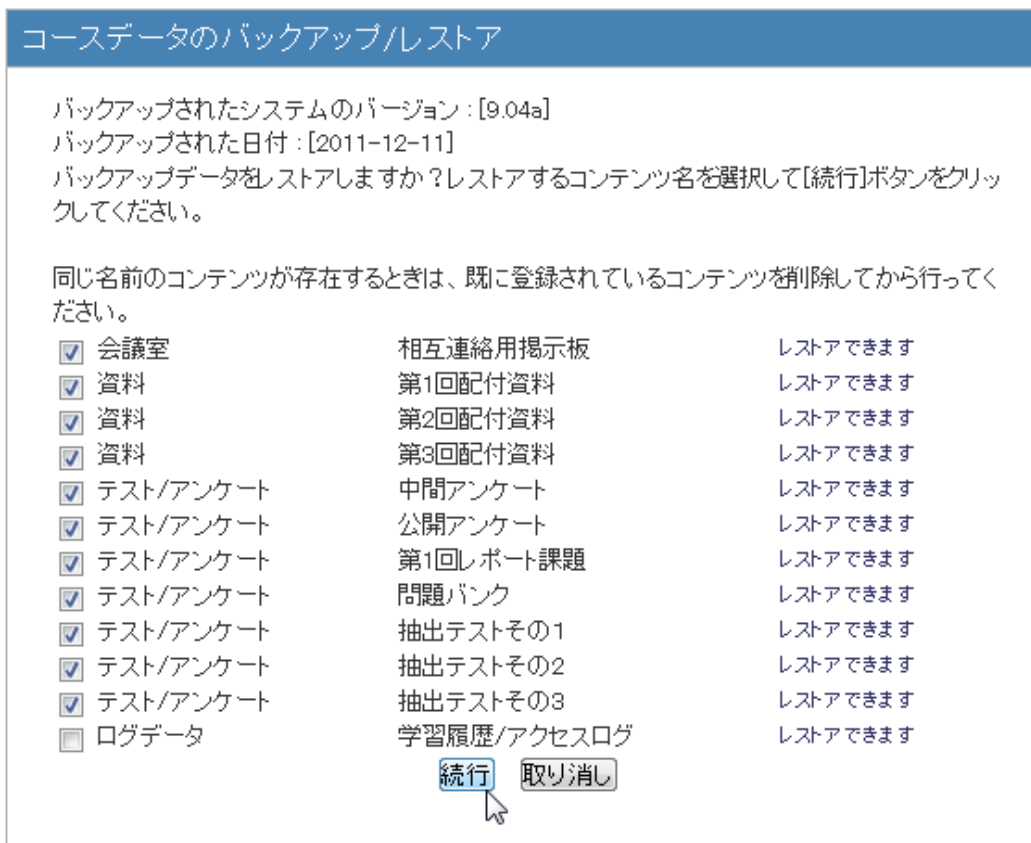 コースデータのバックアップ/レストア
バックアップされたシステムのバージョン : [9.04a]
バックアップされた日付 : [2011-12-11]
バックアップデータをレストアしますか？レストアするコンテンツ名を選択して[続行]ボタンをクリッ
クしてください。
同じ名前のコンテンツが存在するときは、既に登録されているコンテンツを削除してから行ってく
ださい。
会議室 相互連絡用掲示板 レストアできます
資料 第1回配付資料 レストアできます
資料 第2回配付資料 レストアできます
資料 第3回配付資料 レストアできます
テスト/アンケート 中間アンケート レストアできます
テスト/アンケート 公開アンケート レストアできます
テスト/アンケート 第1回レポート課題 レストアできます
テスト/アンケート 問題バンク レストアできます
テスト/アンケート 抽出テストその1 レストアできます
テスト/アンケート 抽出テストその2 レストアできます
テスト/アンケート 抽出テストその3 レストアできます
ログデータ 学習履歴/アクセスログ レストアできます
続行 取り消し